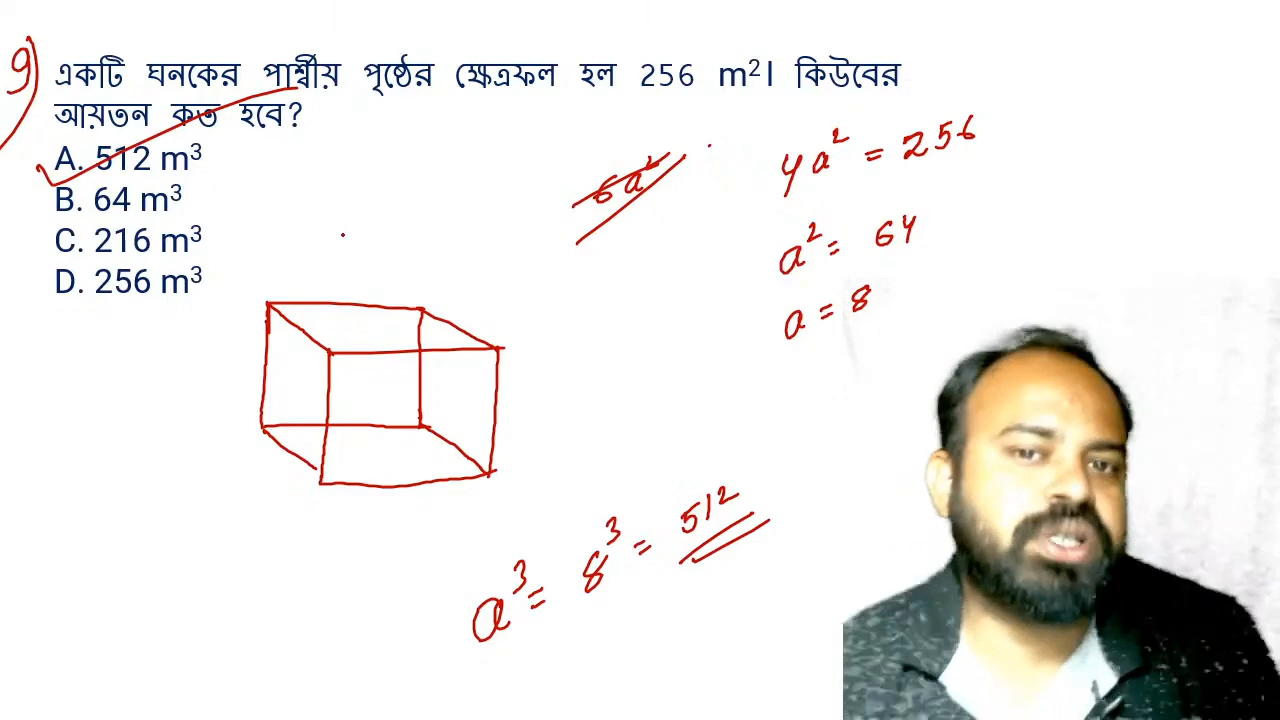 9) একটি ঘনকের পার্শ্বীয় পৃষ্ঠের ক্ষেত্রফল হল 256 m²। কিউবের
আয়তন কত হবে?
A. 512 m³
B. 64 m³
C. 216 m³
D. 256 m³
6a²
4a² = 256
a² = 64
a = 8
a³ = 8³ = 512